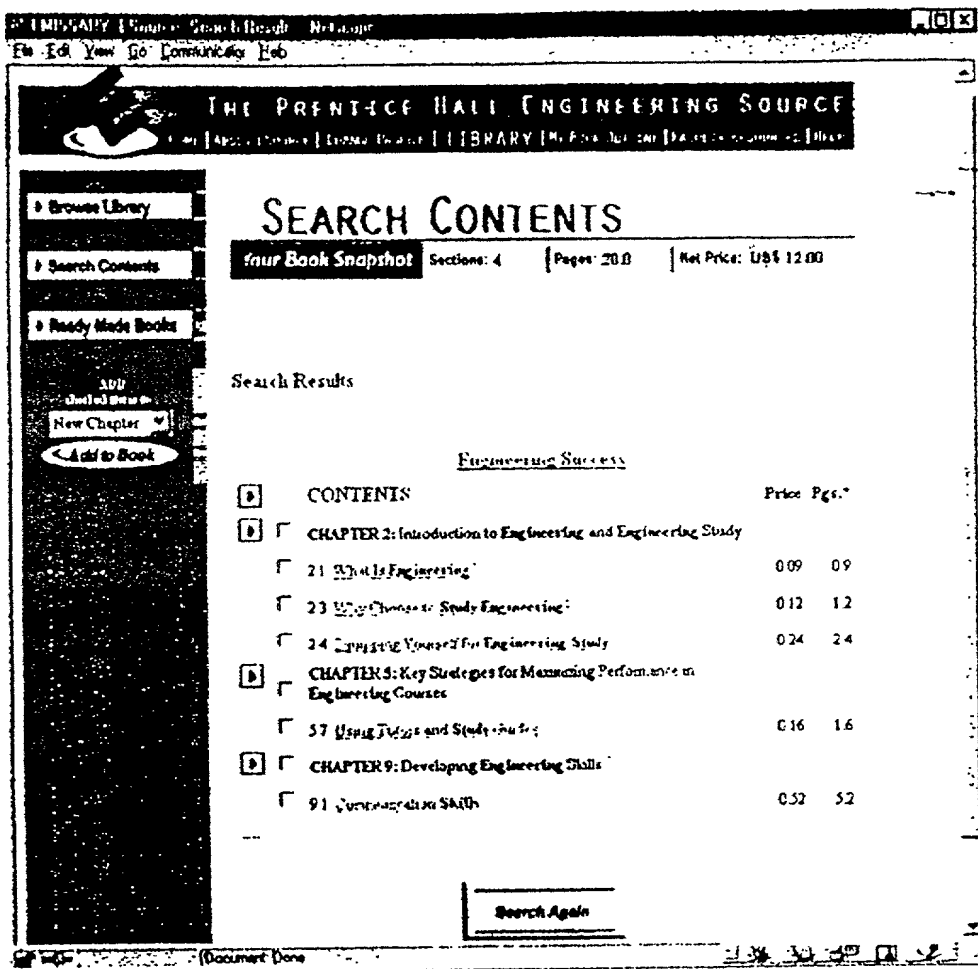 EMISSARY Source: Search Result - Netscape
File Edit View Go Communicator Help
THE PRENTICE HALL ENGINEERING SOURCE
LIBRARY
Browse Library
SEARCH CONTENTS
Your Book Snapshot Sections: 4 Pages: 20.0 Net Price: US$ 12.00
Search Contents
Ready Made Books
Search Results
ADD
New Chapter
Add to Book
Engineering Success
CONTENTS Price Pgs.*
CHAPTER 2: Introduction to Engineering and Engineering Study
2.1 What Is Engineering? 0.09 0.9
2.3 Why Choose to Study Engineering? 0.12 1.2
2.4 Yourself for Engineering Study 0.24 2.4
CHAPTER 5: Key Strategies for Maximizing Performance in
Engineering Courses
5.7 Using Tutors and Study 0.16 1.6
CHAPTER 9: Developing Engineering Skills
9.1 Communication Skills 0.52 5.2
Search Again
Document: Done